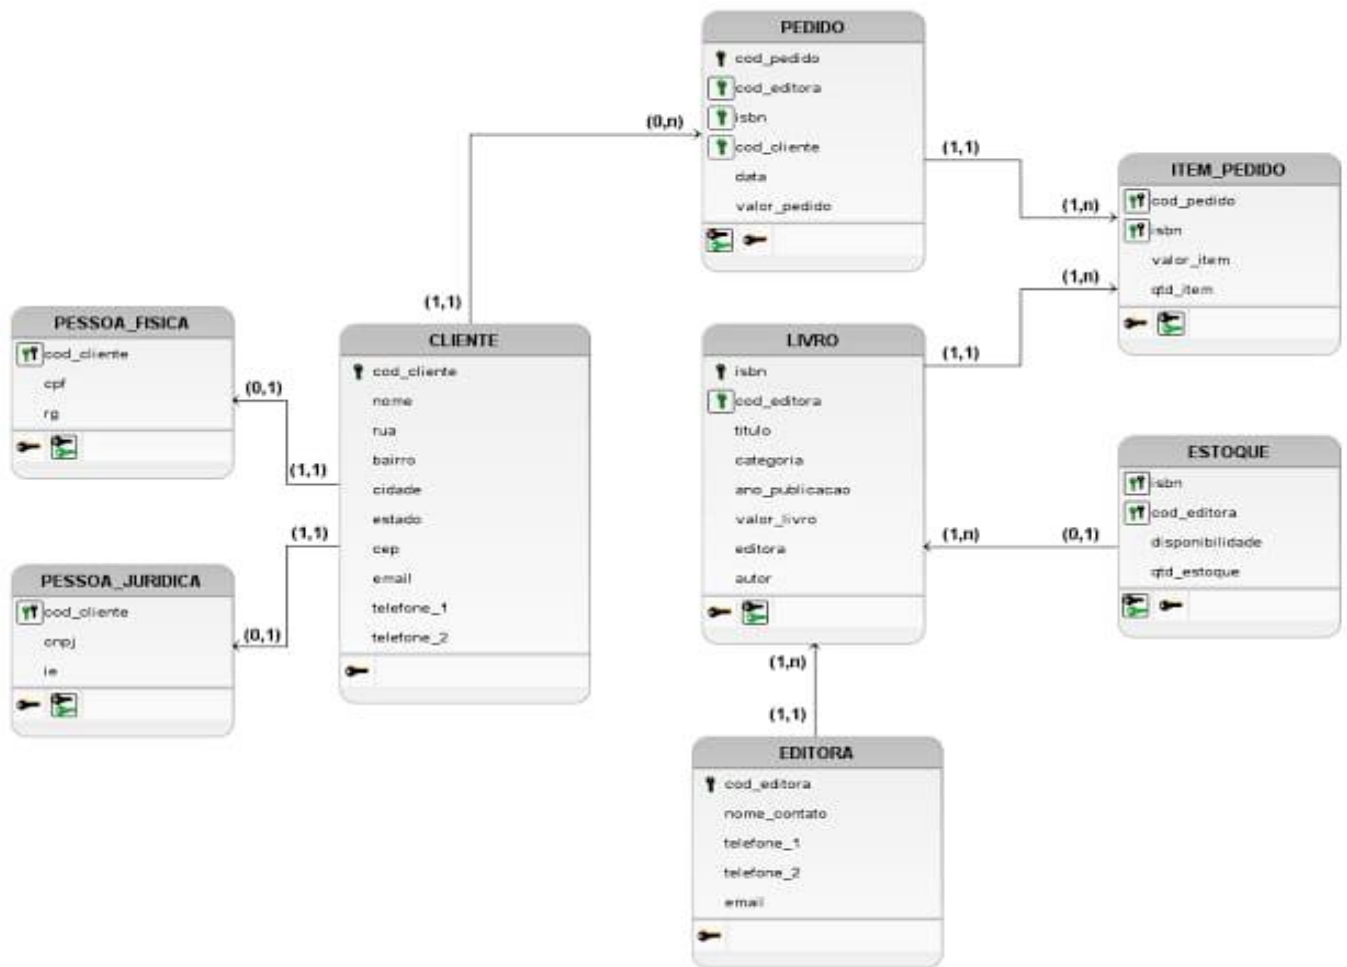 PEDIDO
cod_pedido
cod_editora
isbn
cod_cliente
data
valor_pedido
(0,n)
(1,1)
(1,n)
ITEM_PEDIDO
cod_pedido
isbn
valor_item
qtd_item
(1,n)
(1,1)
(1,1)
PESSOA_FISICA
cod_cliente
cpf
rg
(0,1)
(1,1)
CLIENTE
cod_cliente
nome
rua
bairro
cidade
estado
cep
email
telefone_1
telefone_2
LIVRO
isbn
cod_editora
titulo
categoria
ano_publicacao
valor_livro
editora
autor
ESTOQUE
isbn
cod_editora
disponibilidade
qtd_estoque
(1,n)
(0,1)
(1,1)
(0,1)
PESSOA_JURIDICA
cod_cliente
cnpj
ie
(1,n)
(1,1)
EDITORA
cod_editora
nome_contato
telefone_1
telefone_2
email